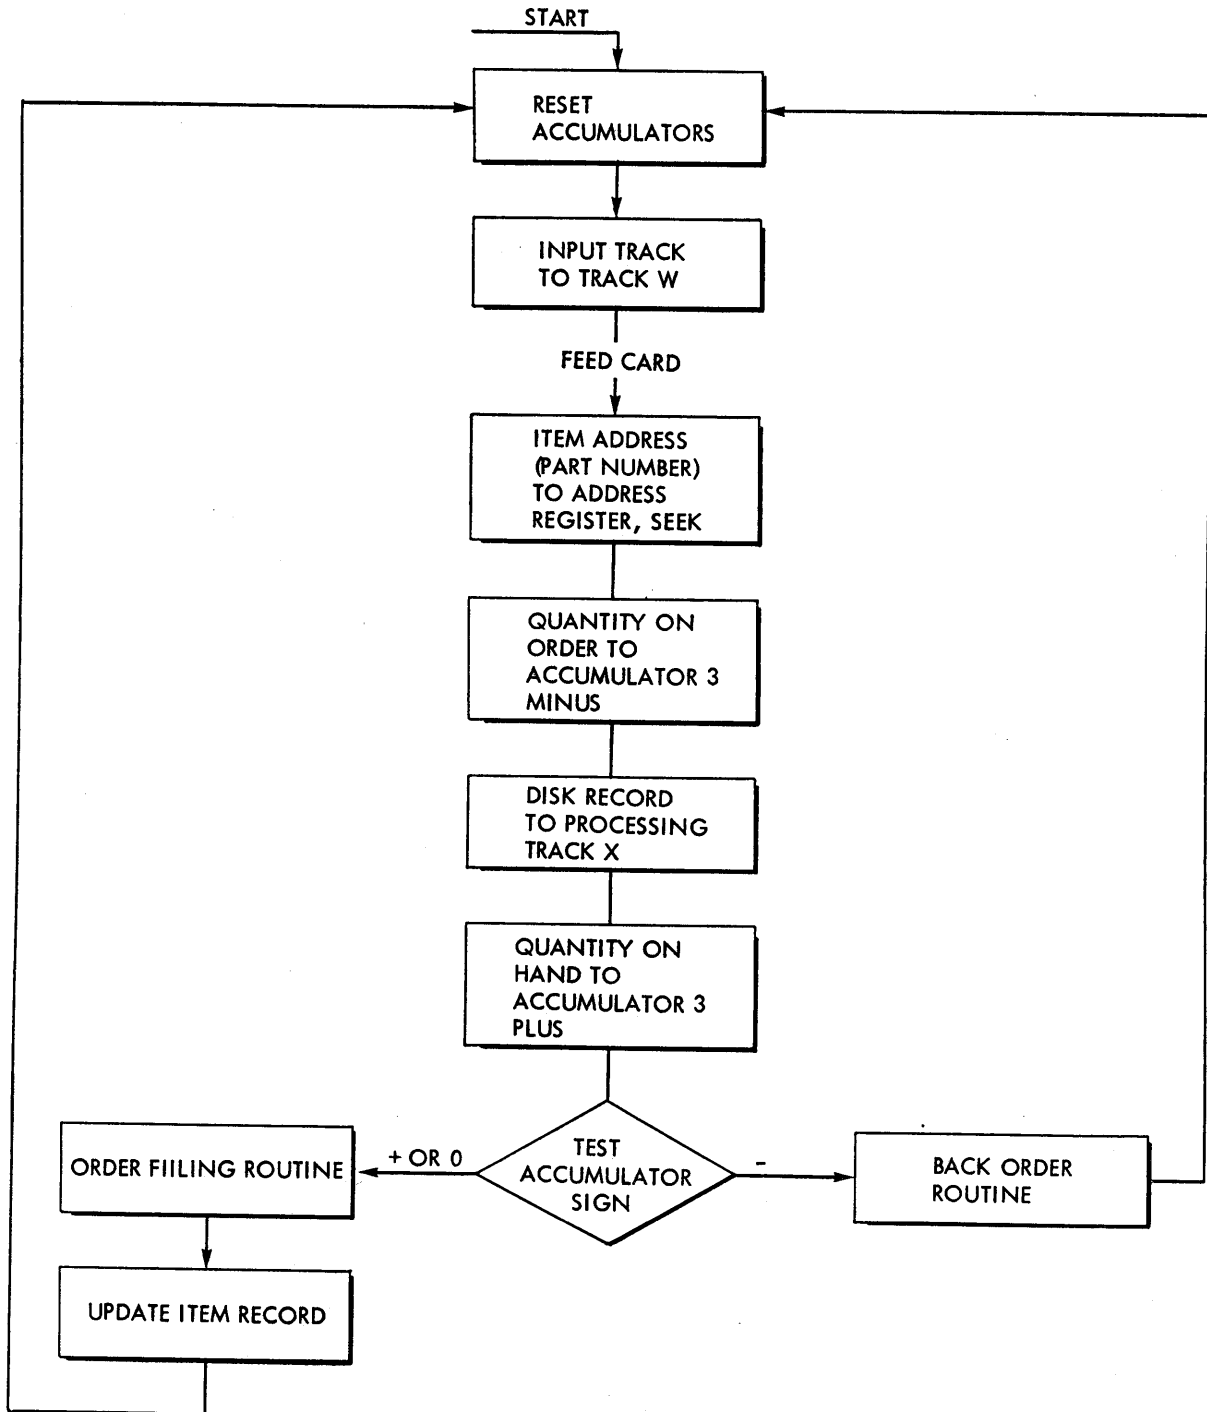 START
RESET
ACCUMULATORS
INPUT TRACK
TO TRACK W
FEED CARD
ITEM ADDRESS
(PART NUMBER)
TO ADDRESS
REGISTER, SEEK
QUANTITY ON
ORDER TO
ACCUMULATOR 3
MINUS
DISK RECORD
TO PROCESSING
TRACK X
QUANTITY ON
HAND TO
ACCUMULATOR 3
PLUS
TEST
ACCUMULATOR
SIGN
+ OR 0
-
ORDER FIILING ROUTINE
BACK ORDER
ROUTINE
UPDATE ITEM RECORD